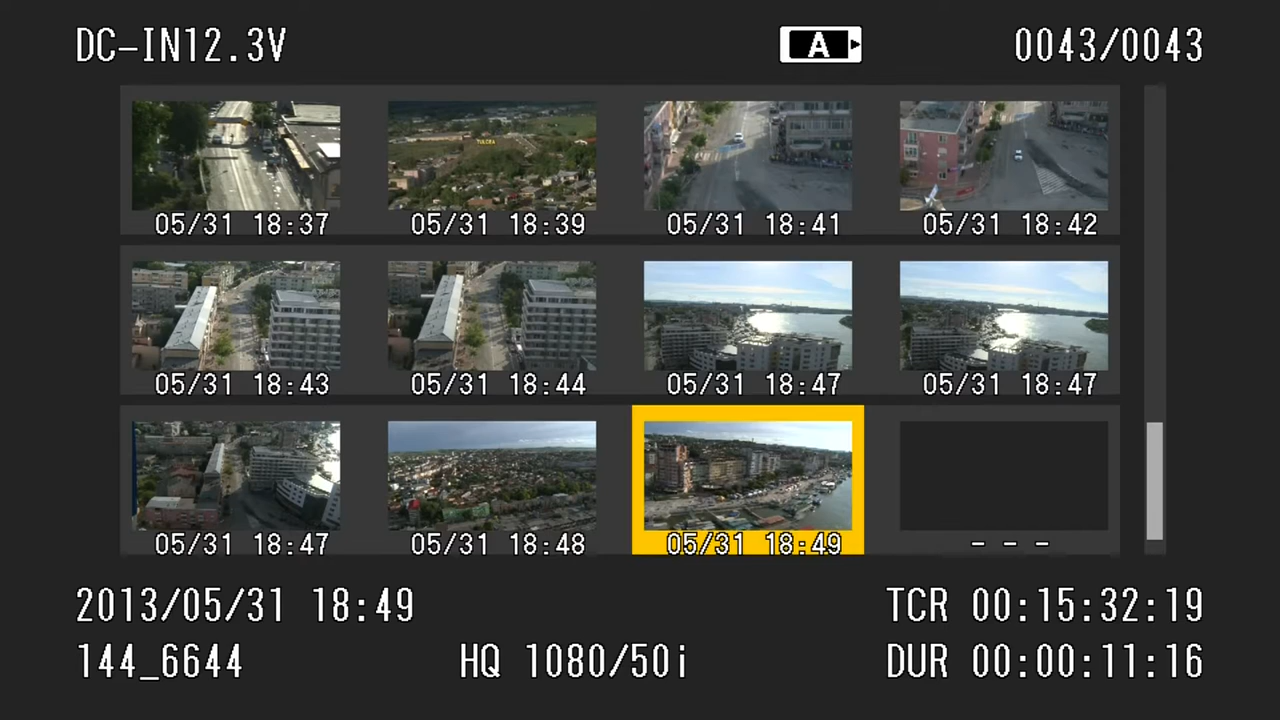 DC-IN12.3V A 0043/0043
TULCEA
05/31 18:37 05/31 18:39 05/31 18:41 05/31 18:42
05/31 18:43 05/31 18:44 05/31 18:47 05/31 18:47
05/31 18:47 05/31 18:48 05/31 18:49 - - -
2013/05/31 18:49 TCR 00:15:32:19
144_6644 HQ 1080/50i DUR 00:00:11:16